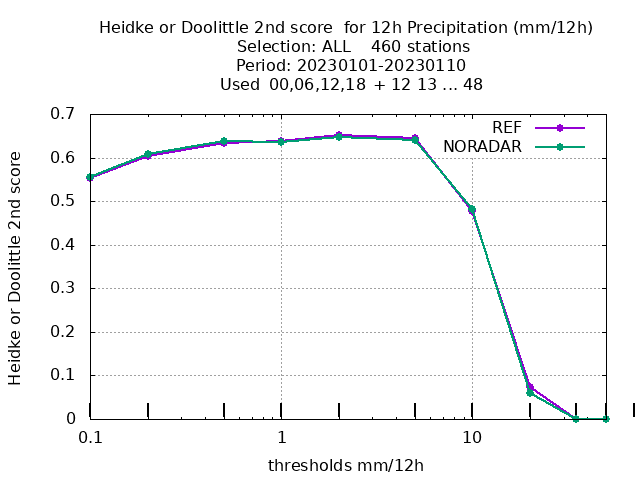 Heidke or Doolittle 2nd score  for 12h Precipitation (mm/12h)
Selection: ALL    460 stations
Period: 20230101-20230110
Used  00,06,12,18  + 12 13 ... 48
0.7
0.6
0.5
0.4
0.3
0.2
0.1
0
Heidke or Doolittle 2nd score
REF
NORADAR
0.1
1
10
thresholds mm/12h